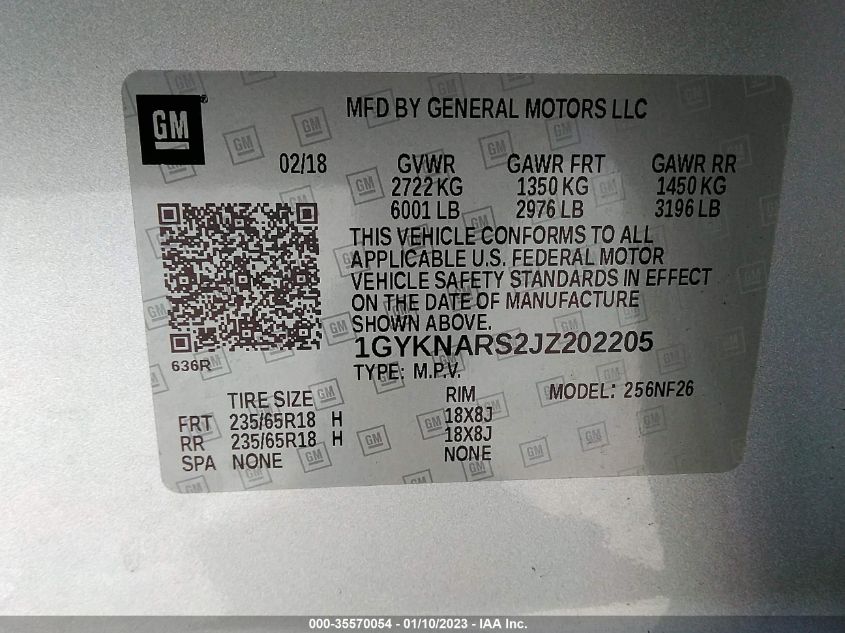 GM®
MFD BY GENERAL MOTORS LLC
02/18 GVWR GAWR FRT GAWR RR
2722 KG 1350 KG 1450 KG
6001 LB 2976 LB 3196 LB
THIS VEHICLE CONFORMS TO ALL
APPLICABLE U.S. FEDERAL MOTOR
VEHICLE SAFETY STANDARDS IN EFFECT
ON THE DATE OF MANUFACTURE
SHOWN ABOVE.
1GYKNARS2JZ202205
636R
TYPE: M.P.V.
TIRE SIZE RIM MODEL: 256NF26
FRT 235/65R18 H 18X8J
RR 235/65R18 H 18X8J
SPA NONE NONE
000-35570054 - 01/10/2023 - IAA Inc.